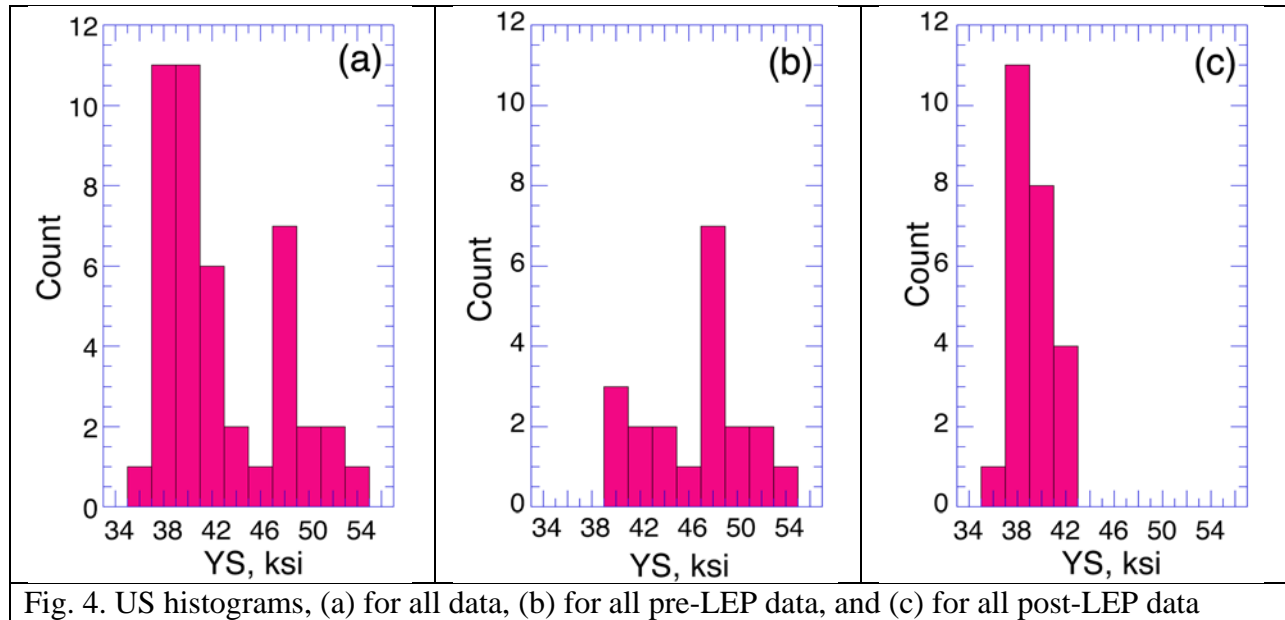 (a)
12
10
8
6
4
2
0
Count
34 38 42 46 50 54
YS, ksi
(b)
12
10
8
6
4
2
0
Count
34 38 42 46 50 54
YS, ksi
(c)
12
10
8
6
4
2
0
Count
34 38 42 46 50 54
YS, ksi
Fig. 4. US histograms, (a) for all data, (b) for all pre-LEP data, and (c) for all post-LEP data